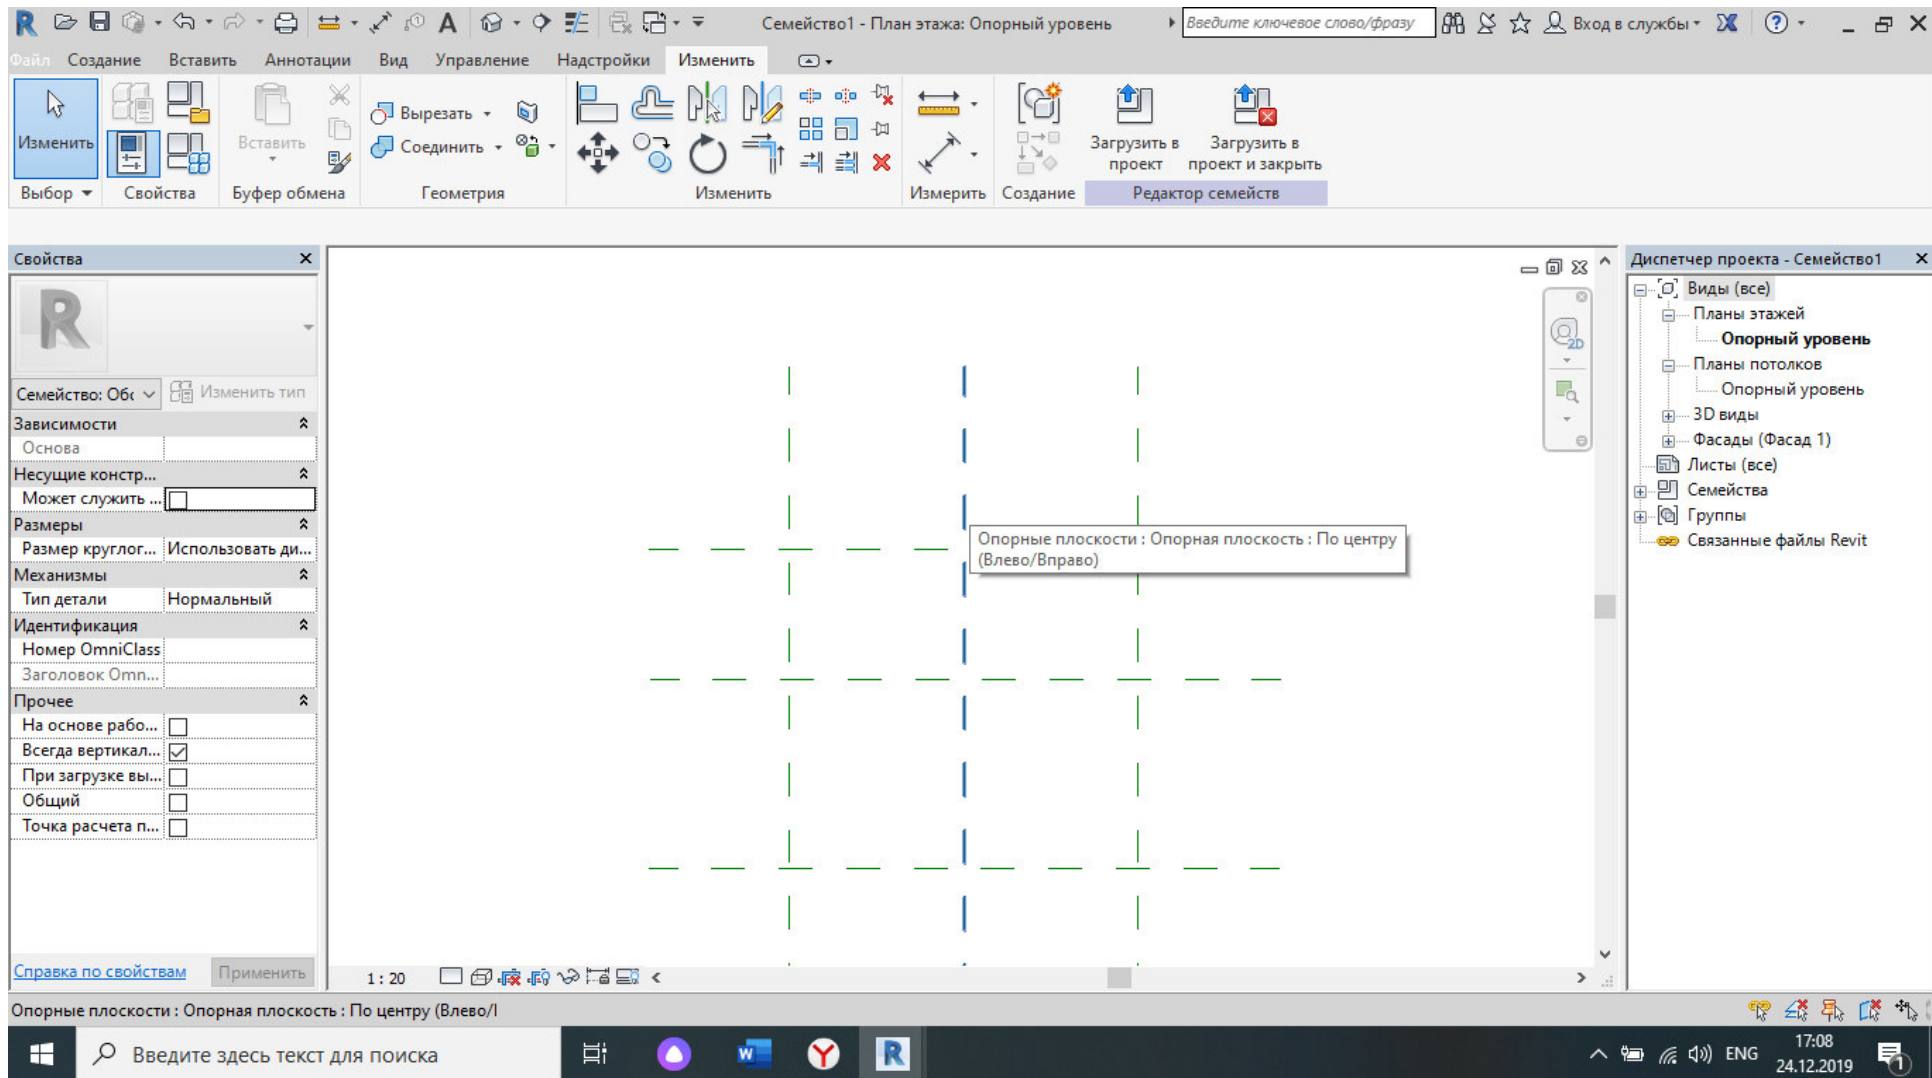 Семейство1 - План этажа: Опорный уровень
Введите ключевое слово/фразу
Вход в службы
Файл Создание Вставить Аннотации Вид Управление Надстройки Изменить
Изменить
Вставить
Вырезать
Соединить
Загрузить в проект
Загрузить в проект и закрыть
Выбор Свойства Буфер обмена Геометрия Изменить Измерить Создание Редактор семейств
Свойства
Семейство: Обс
Изменить тип
Зависимости
Основа
Несущие констр...
Может служить ...
Размеры
Размер круглог... Использовать ди...
Механизмы
Тип детали Нормальный
Идентификация
Номер OmniClass
Заголовок Omn...
Прочее
На основе рабо...
Всегда вертикал...
При загрузке вы...
Общий
Точка расчета п...
Справка по свойствам Применить
2D
Опорные плоскости : Опорная плоскость : По центру
(Влево/Вправо)
1 : 20
Диспетчер проекта - Семейство1
Виды (все)
Планы этажей
Опорный уровень
Планы потолков
Опорный уровень
3D виды
Фасады (Фасад 1)
Листы (все)
Семейства
Группы
Связанные файлы Revit
Опорные плоскости : Опорная плоскость : По центру (Влево/
Введите здесь текст для поиска
ENG
17:08
24.12.2019
1